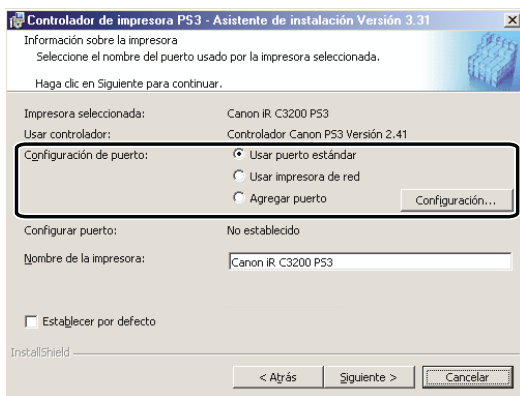 Controlador de impresora PS3 - Asistente de instalación Versión 3.31
Información sobre la impresora
Seleccione el nombre del puerto usado por la impresora seleccionada.
Haga clic en Siguiente para continuar.
Impresora seleccionada: Canon iR C3200 PS3
Usar controlador: Controlador Canon PS3 Versión 2.41
Configuración de puerto: Usar puerto estándar
Usar impresora de red
Agregar puerto Configuración...
Configurar puerto: No establecido
Nombre de la impresora: Canon iR C3200 PS3
Establecer por defecto
InstallShield
< Atrás Siguiente > Cancelar